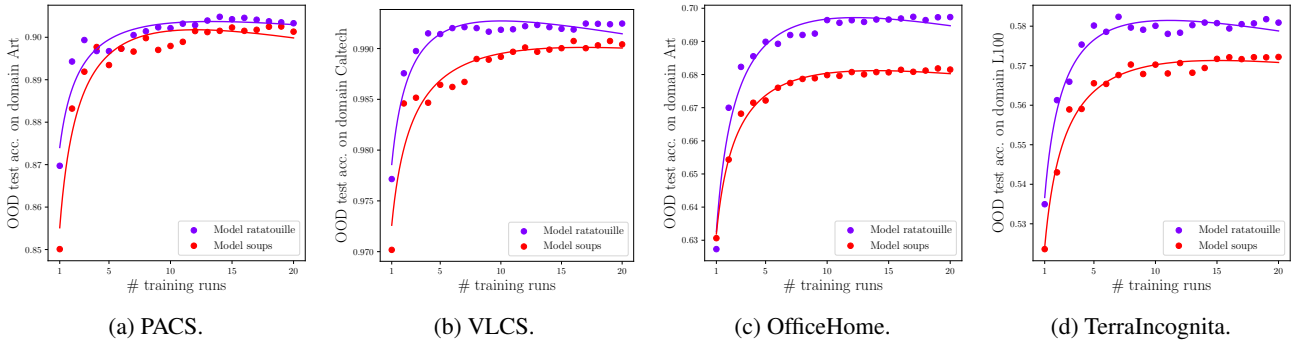 OOD test acc. on domain Art
0.90
0.89
0.88
0.87
0.86
0.85
1
5
10
15
20
# training runs
Model ratatouille
Model soups
(a) PACS.
OOD test acc. on domain Caltech
0.990
0.985
0.980
0.975
0.970
1
5
10
15
20
# training runs
Model ratatouille
Model soups
(b) VLCS.
OOD test acc. on domain Art
0.70
0.69
0.68
0.67
0.66
0.65
0.64
0.63
1
5
10
15
20
# training runs
Model ratatouille
Model soups
(c) OfficeHome.
OOD test acc. on domain L100
0.58
0.57
0.56
0.55
0.54
0.53
1
5
10
15
20
# training runs
Model ratatouille
Model soups
(d) TerraIncognita.